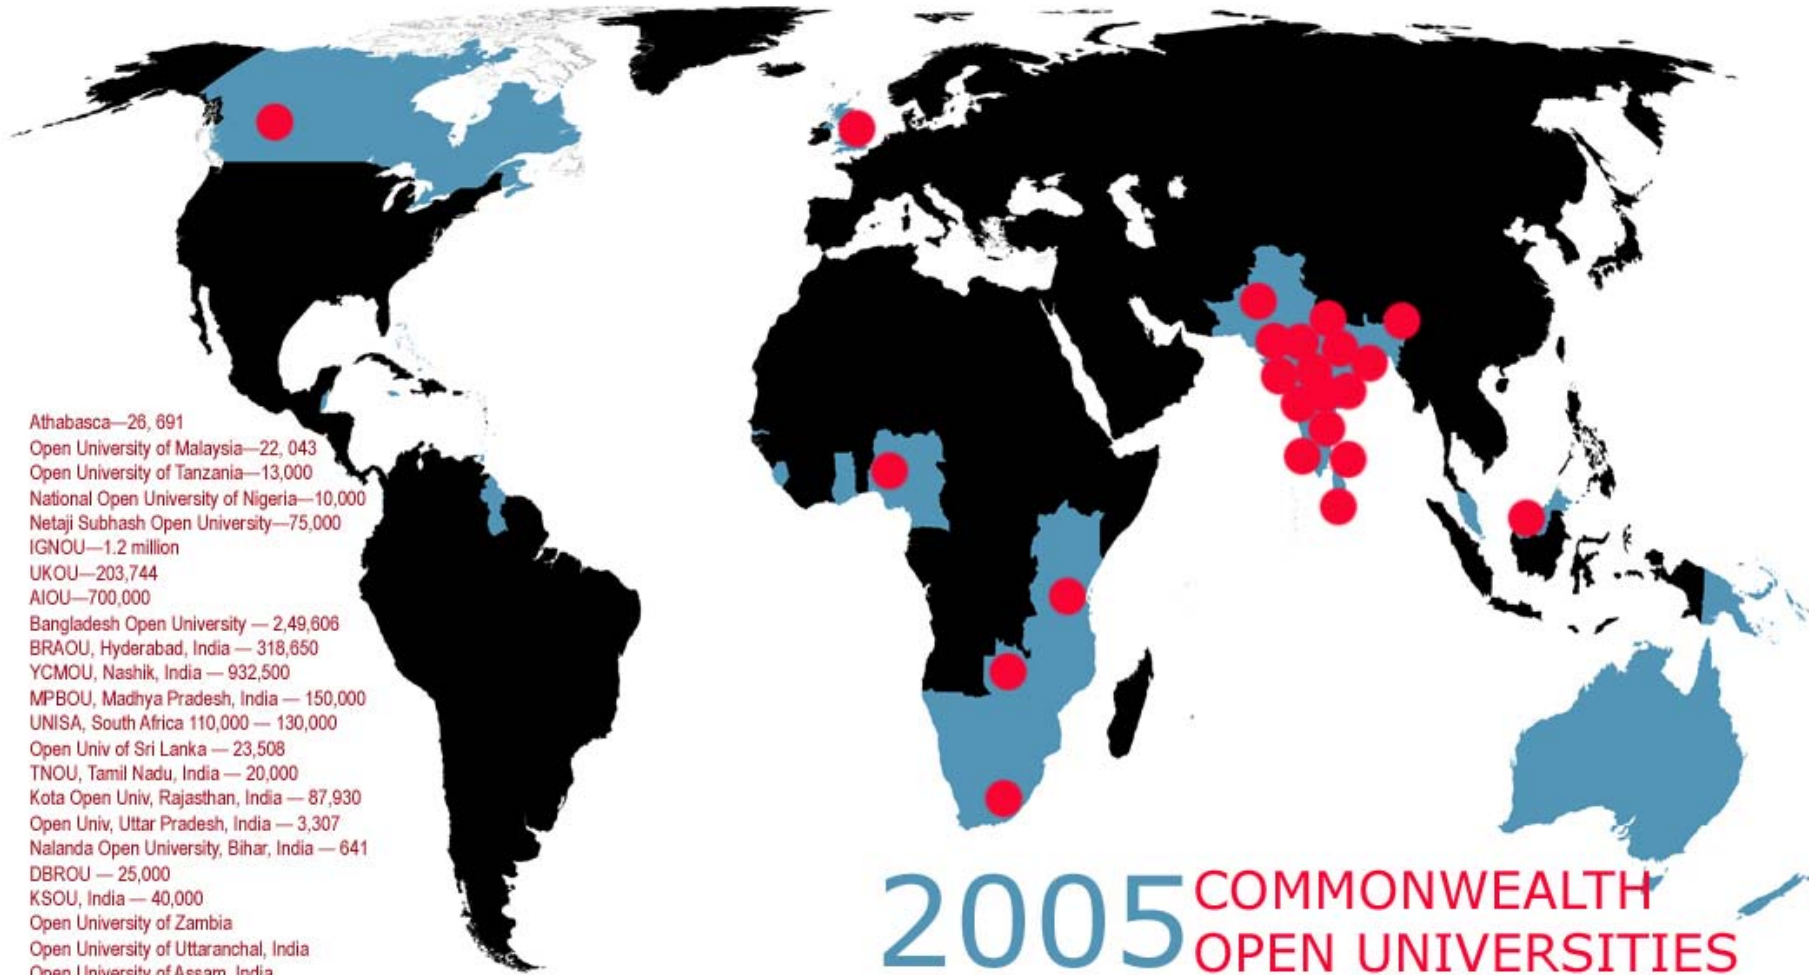 Athabasca—26, 691
Open University of Malaysia—22, 043
Open University of Tanzania—13,000
National Open University of Nigeria—10,000
Netaji Subhash Open University—75,000
IGNOU—1.2 million
UKOU—203,744
AIOU—700,000
Bangladesh Open University — 2,49,606
BRAOU, Hyderabad, India — 318,650
YCMOU, Nashik, India — 932,500
MPBOU, Madhya Pradesh, India — 150,000
UNISA, South Africa 110,000 — 130,000
Open Univ of Sri Lanka — 23,508
TNOU, Tamil Nadu, India — 20,000
Kota Open Univ, Rajasthan, India — 87,930
Open Univ, Uttar Pradesh, India — 3,307
Nalanda Open University, Bihar, India — 641
DBROU — 25,000
KSOU, India — 40,000
Open University of Zambia
Open University of Uttaranchal, India
Open University of Assam, India
2005 COMMONWEALTH
OPEN UNIVERSITIES